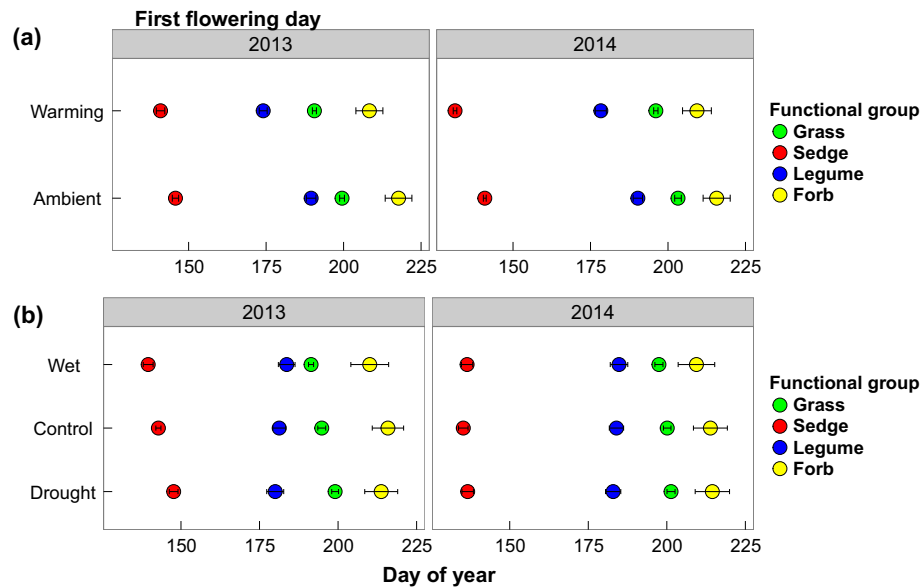 First flowering day
(a)
2013 2014
Warming
Ambient
Functional group
Grass
Sedge
Legume
Forb
150 175 200 225 150 175 200 225
(b)
2013 2014
Wet
Control
Drought
Functional group
Grass
Sedge
Legume
Forb
150 175 200 225 150 175 200 225
Day of year